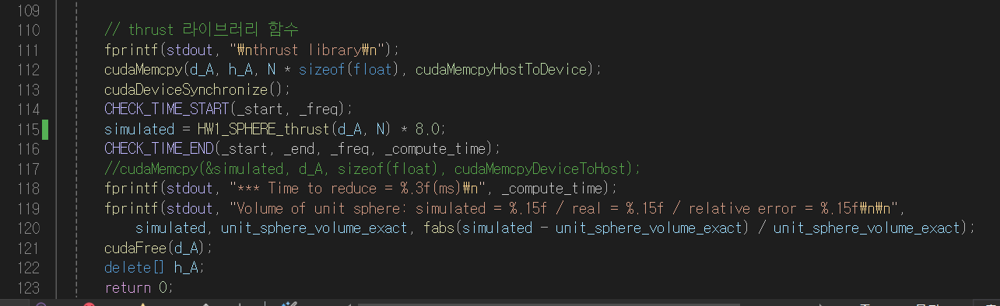 109
110 // thrust 라이브러리 함수
111 fprintf(stdout, "₩nthrust library₩n");
112 cudaMemcpy(d_A, h_A, N * sizeof(float), cudaMemcpyHostToDevice);
113 cudaDeviceSynchronize();
114 CHECK_TIME_START(_start, _freq);
115 simulated = HW1_SPHERE_thrust(d_A, N) * 8.0;
116 CHECK_TIME_END(_start, _end, _freq, _compute_time);
117 //cudaMemcpy(&simulated, d_A, sizeof(float), cudaMemcpyDeviceToHost);
118 fprintf(stdout, "*** Time to reduce = %.3f(ms)₩n", _compute_time);
119 fprintf(stdout, "Volume of unit sphere: simulated = %.15f / real = %.15f / relative error = %.15f₩n₩n",
120 simulated, unit_sphere_volume_exact, fabs(simulated - unit_sphere_volume_exact) / unit_sphere_volume_exact);
121 cudaFree(d_A);
122 delete[] h_A;
123 return 0;